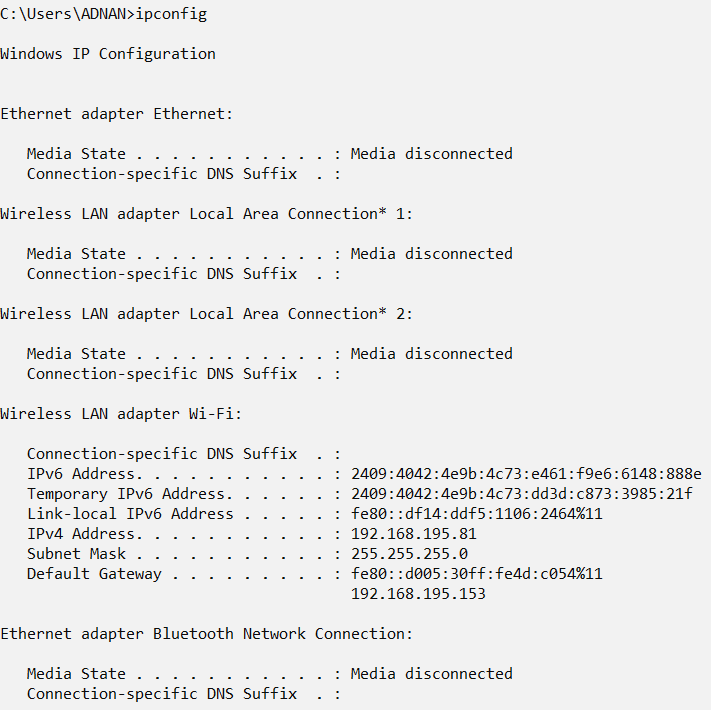 C:\Users\ADNAN>ipconfig
Windows IP Configuration
Ethernet adapter Ethernet:
Media State . . . . . . . . . . . : Media disconnected
Connection-specific DNS Suffix  . :
Wireless LAN adapter Local Area Connection* 1:
Media State . . . . . . . . . . . : Media disconnected
Connection-specific DNS Suffix  . :
Wireless LAN adapter Local Area Connection* 2:
Media State . . . . . . . . . . . : Media disconnected
Connection-specific DNS Suffix  . :
Wireless LAN adapter Wi-Fi:
Connection-specific DNS Suffix  . :
IPv6 Address. . . . . . . . . . . : 2409:4042:4e9b:4c73:e461:f9e6:6148:888e
Temporary IPv6 Address. . . . . . : 2409:4042:4e9b:4c73:dd3d:c873:3985:21f
Link-local IPv6 Address . . . . . : fe80::df14:ddf5:1106:2464%11
IPv4 Address. . . . . . . . . . . : 192.168.195.81
Subnet Mask . . . . . . . . . . . : 255.255.255.0
Default Gateway . . . . . . . . . : fe80::d005:30ff:fe4d:c054%11
192.168.195.153
Ethernet adapter Bluetooth Network Connection:
Media State . . . . . . . . . . . : Media disconnected
Connection-specific DNS Suffix  . :